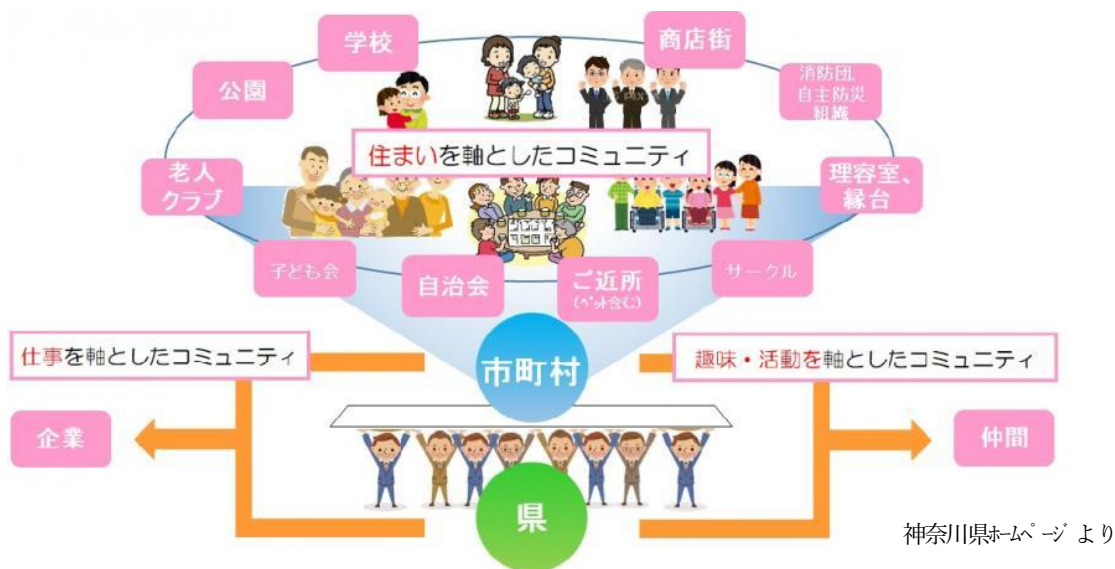 学校
商店街
公園
消防団、
自主防災
組織
住まいを軸としたコミュニティ
老人
クラブ
理容室、
縁台
子ども会
自治会
ご近所
(ペット含む)
サークル
仕事を軸としたコミュニティ
市町村
趣味・活動を軸としたコミュニティ
企業
仲間
県
神奈川県ホームページより